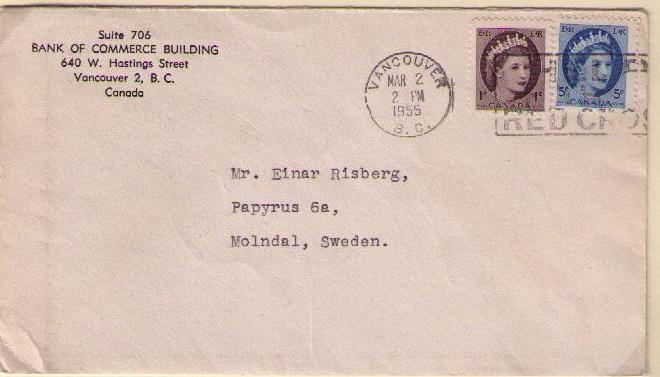 Suite 706
BANK OF COMMERCE BUILDING
640 W. Hastings Street
Vancouver 2, B. C.
Canada
VANCOUVER
MAR 2
2 PM
1955
B. C.
EIIR EIIR
1¢ 1¢
CANADA
EIIR EIIR
5¢ 5¢
CANADA
RED CROS
Mr. Einar Risberg,
Papyrus 6a,
Molndal, Sweden.